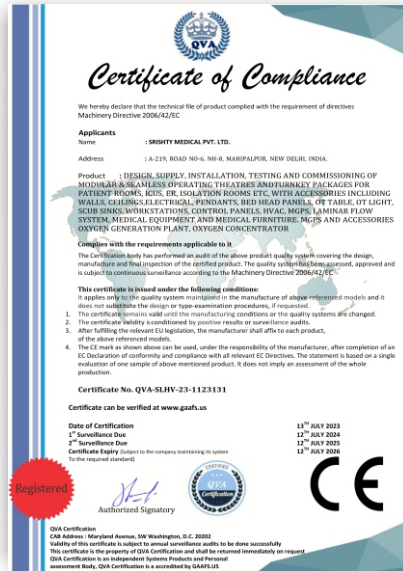 QVA
Certificate of Compliance
We hereby declare that the technical file of product complied with the requirement of directives
Machinery Directive 2006/42/EC
Applicants
Name : SRISHTY MEDICAL PVT. LTD.
Address : A-219, ROAD NO-6, NH-8, MAHIPALPUR, NEW DELHI, INDIA.
Product : DESIGN, SUPPLY, INSTALLATION, TESTING AND COMMISSIONING OF
MODULAR & SEAMLESS OPERATING THEATRES ANDTURNKEY PACKAGES FOR
PATIENT ROOMS, ICUS, ER, ISOLATION ROOMS ETC, WITH ACCESSORIES INCLUDING
WALLS, CEILINGS,ELECTRICAL, PENDANTS, BED HEAD PANELS, OT TABLE, OT LIGHT,
SCUB SINKS, WORKSTATIONS, CONTROL PANELS, HVAC, MGPS, LAMINAR FLOW
SYSTEM, MEDICAL EQUIPMENT AND MEDICAL FURNITURE. MGPS AND ACCESSORIES
OXYGEN GENERATION PLANT, OXYGEN CONCENTRATOR
Complies with the requirements applicable to it
The Certification body has performed an audit of the above product quality system covering the design,
manufacture and final inspection of the certified product. The quality system has been assessed, approved and
is subject to continuous surveillance according to the Machinery Directive 2006/42/EC
This certificate is issued under the following conditions:
It applies only to the quality system maintained in the manufacture of above referenced models and it
does not substitute the design or type-examination procedures, if requested.
1. The certificate remains valid until the manufacturing conditions or the quality systems are changed.
2. The certificate validity is conditioned by positive results or surveillance audits.
3. After fulfilling the relevant EU legislation, the manufacturer shall affix to each product,
of the above referenced models.
4. The CE mark as shown above can be used, under the responsibility of the manufacturer, after completion of an
EC Declaration of conformity and compliance with all relevant EC Directives. The statement is based on a single
evaluation of one sample of above mentioned product. It does not imply an assessment of the whole
production.
Certificate No. QVA-SLHV-23-1123131
Certificate can be verified at www.gaafs.us
Date of Certification 13TH JULY 2023
1st Surveillance Due 12TH JULY 2024
2nd Surveillance Due 12TH JULY 2025
Certificate Expiry (Subject to the company maintaining its system 12TH JULY 2026
To the required standard)
Registered
Authorized Signatory
CERTIFIED
QVA
Certification
CE
QVA Certification
CAB Address : Maryland Avenue, SW Washington, D.C. 20202
Validity of this certificate is subject to annual surveillance audits to be done successfully
This certificate is the property of QVA Certification and shall be returned immediately on request
QVA Certification is an Independent Systems Products and Personal
assessment Body, QVA Certification is a accredited by GAAFS.US